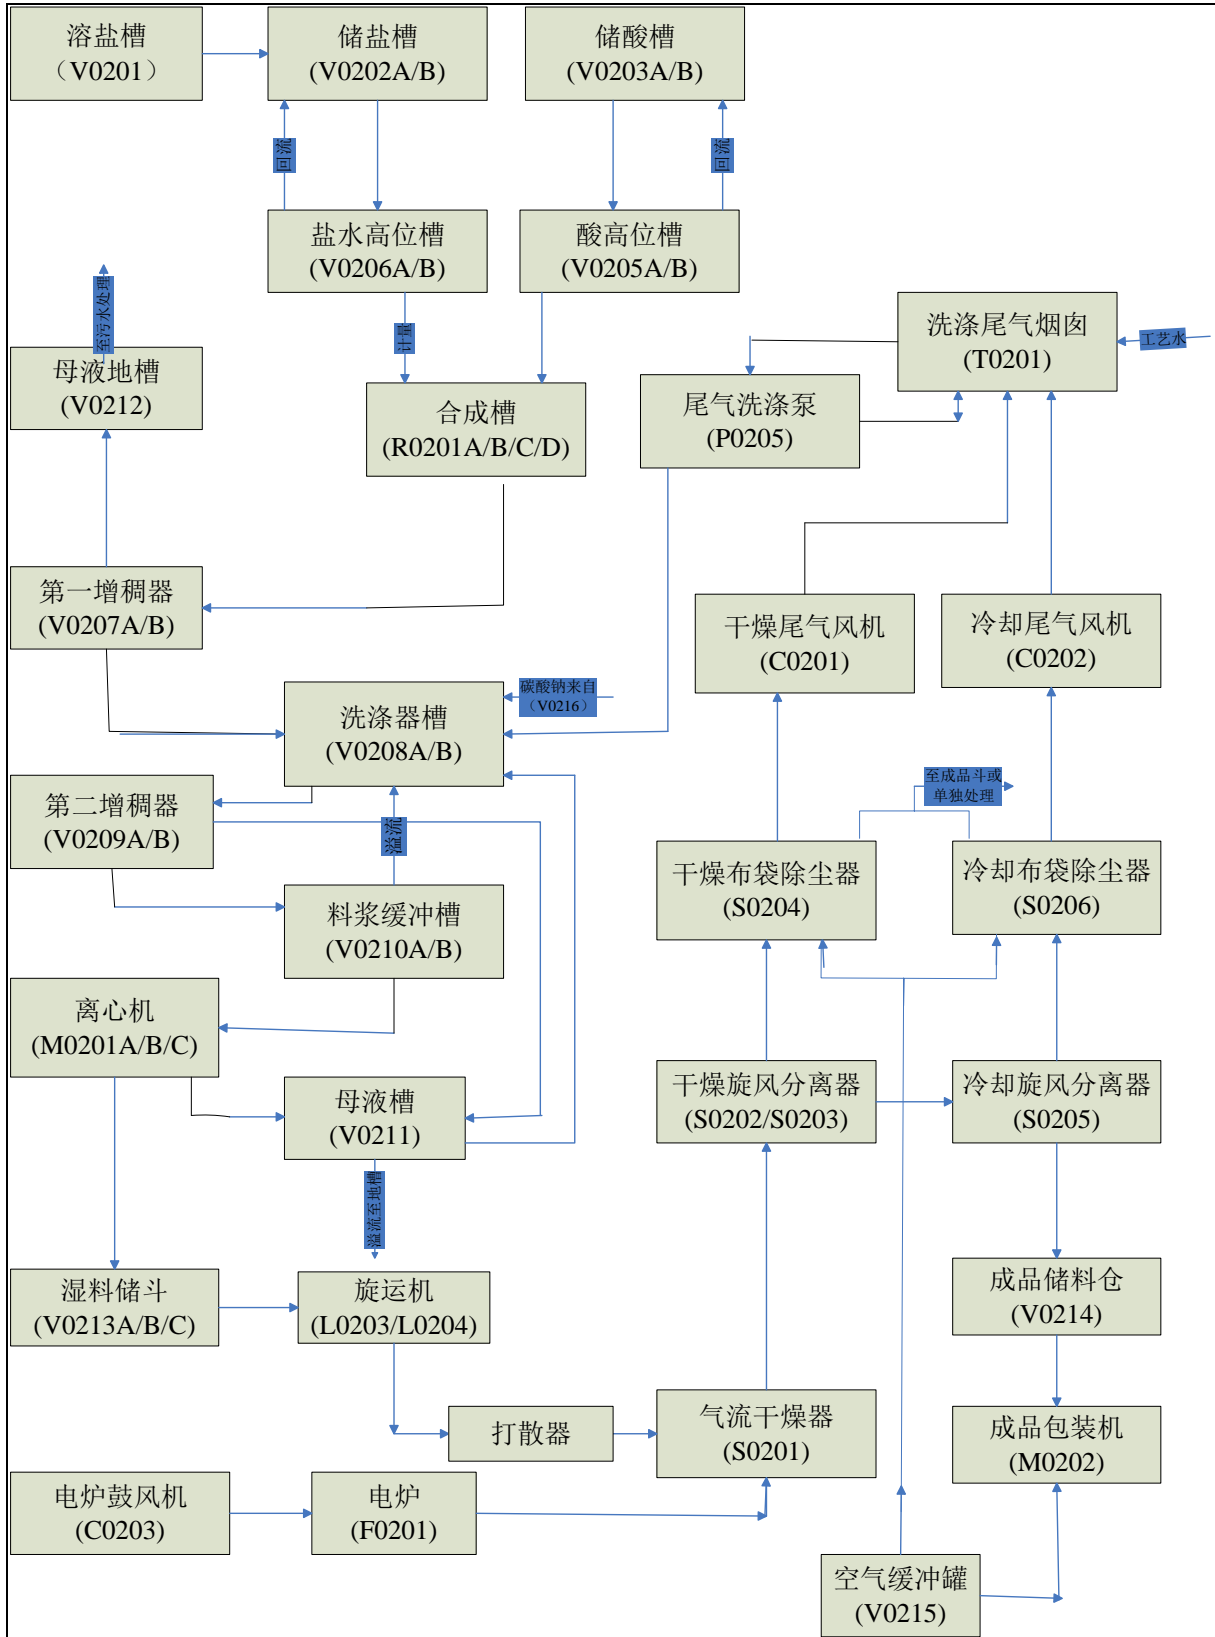 溶盐槽
（V0201）
储盐槽
(V0202A/B)
储酸槽
(V0203A/B)
回流
回流
盐水高位槽
(V0206A/B)
酸高位槽
(V0205A/B)
至污水处理
计量
洗涤尾气烟囱
(T0201)
工艺水
母液地槽
(V0212)
合成槽
(R0201A/B/C/D)
尾气洗涤泵
(P0205)
第一增稠器
(V0207A/B)
干燥尾气风机
(C0201)
冷却尾气风机
(C0202)
洗涤器槽
(V0208A/B)
碳酸钠来自
（V0216）
第二增稠器
(V0209A/B)
溢流
至成品斗或
单独处理
料浆缓冲槽
(V0210A/B)
干燥布袋除尘器
(S0204)
冷却布袋除尘器
(S0206)
离心机
(M0201A/B/C)
母液槽
(V0211)
干燥旋风分离器
(S0202/S0203)
冷却旋风分离器
(S0205)
溢流至地槽
湿料储斗
(V0213A/B/C)
旋运机
(L0203/L0204)
成品储料仓
(V0214)
打散器
气流干燥器
(S0201)
成品包装机
(M0202)
电炉鼓风机
(C0203)
电炉
(F0201)
空气缓冲罐
(V0215)